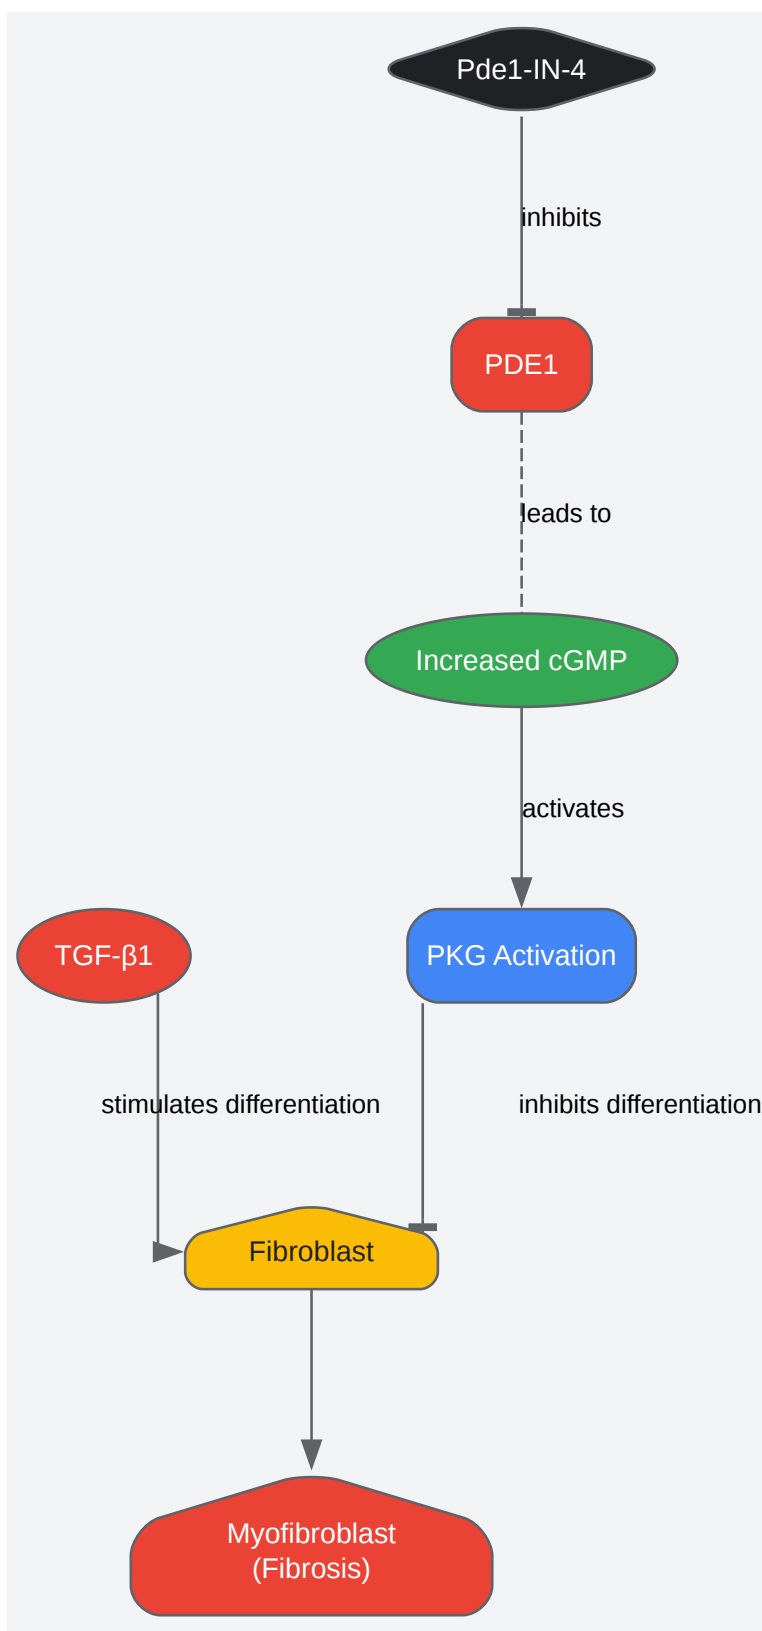 Pde1-IN-4
inhibits
PDE1
leads to
Increased cGMP
activates
TGF-β1
PKG Activation
stimulates differentiation
inhibits differentiation
Fibroblast
Myofibroblast
(Fibrosis)